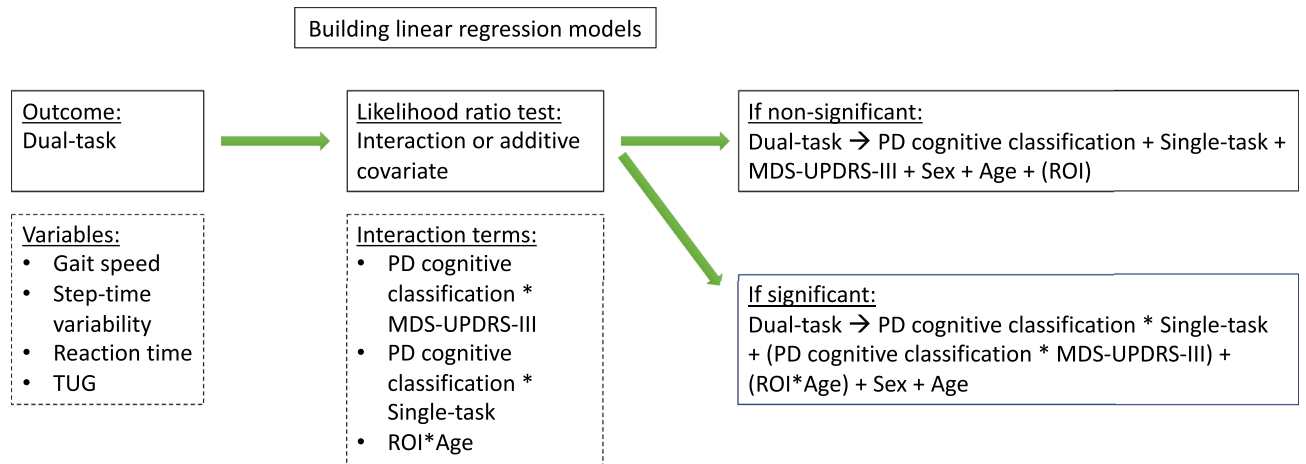 Building linear regression models
Outcome:
Dual-task
Likelihood ratio test:
Interaction or additive
covariate
If non-significant:
Dual-task → PD cognitive classification + Single-task +
MDS-UPDRS-III + Sex + Age + (ROI)
Variables:
• Gait speed
• Step-time
variability
• Reaction time
• TUG
Interaction terms:
• PD cognitive
classification *
MDS-UPDRS-III
• PD cognitive
classification *
Single-task
• ROI*Age
If significant:
Dual-task → PD cognitive classification * Single-task
+ (PD cognitive classification * MDS-UPDRS-III) +
(ROI*Age) + Sex + Age